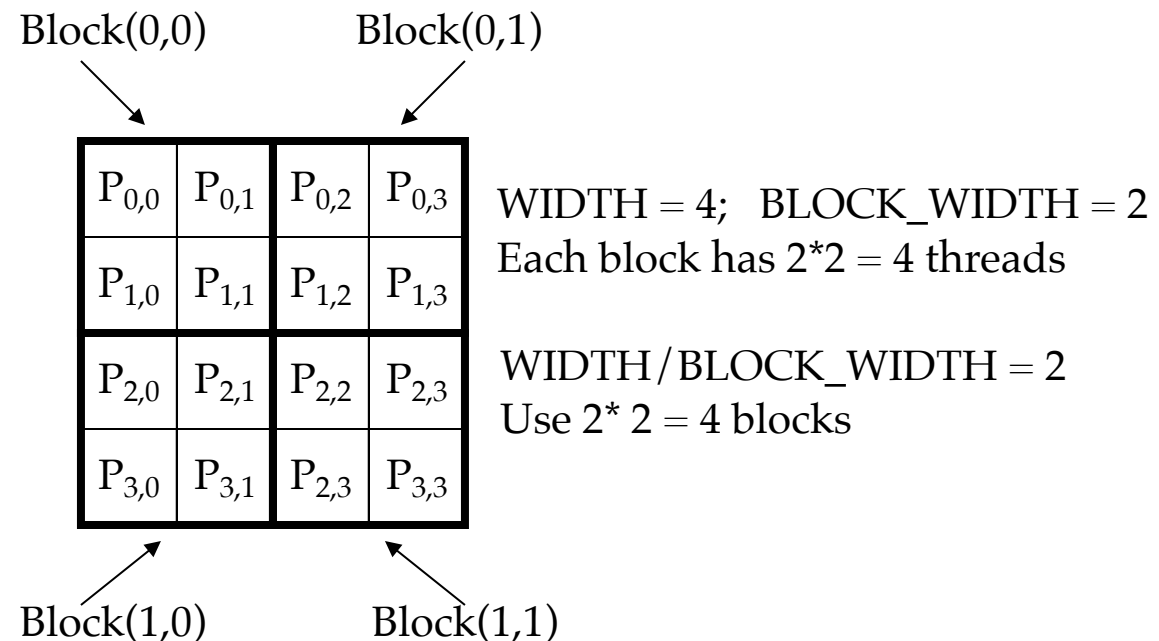 Block(0,0) Block(0,1)
P0,0 P0,1 P0,2 P0,3
WIDTH = 4; BLOCK_WIDTH = 2
P1,0 P1,1 P1,2 P1,3
Each block has 2*2 = 4 threads
P2,0 P2,1 P2,2 P2,3
WIDTH/BLOCK_WIDTH = 2
Use 2* 2 = 4 blocks
P3,0 P3,1 P2,3 P3,3
Block(1,0) Block(1,1)